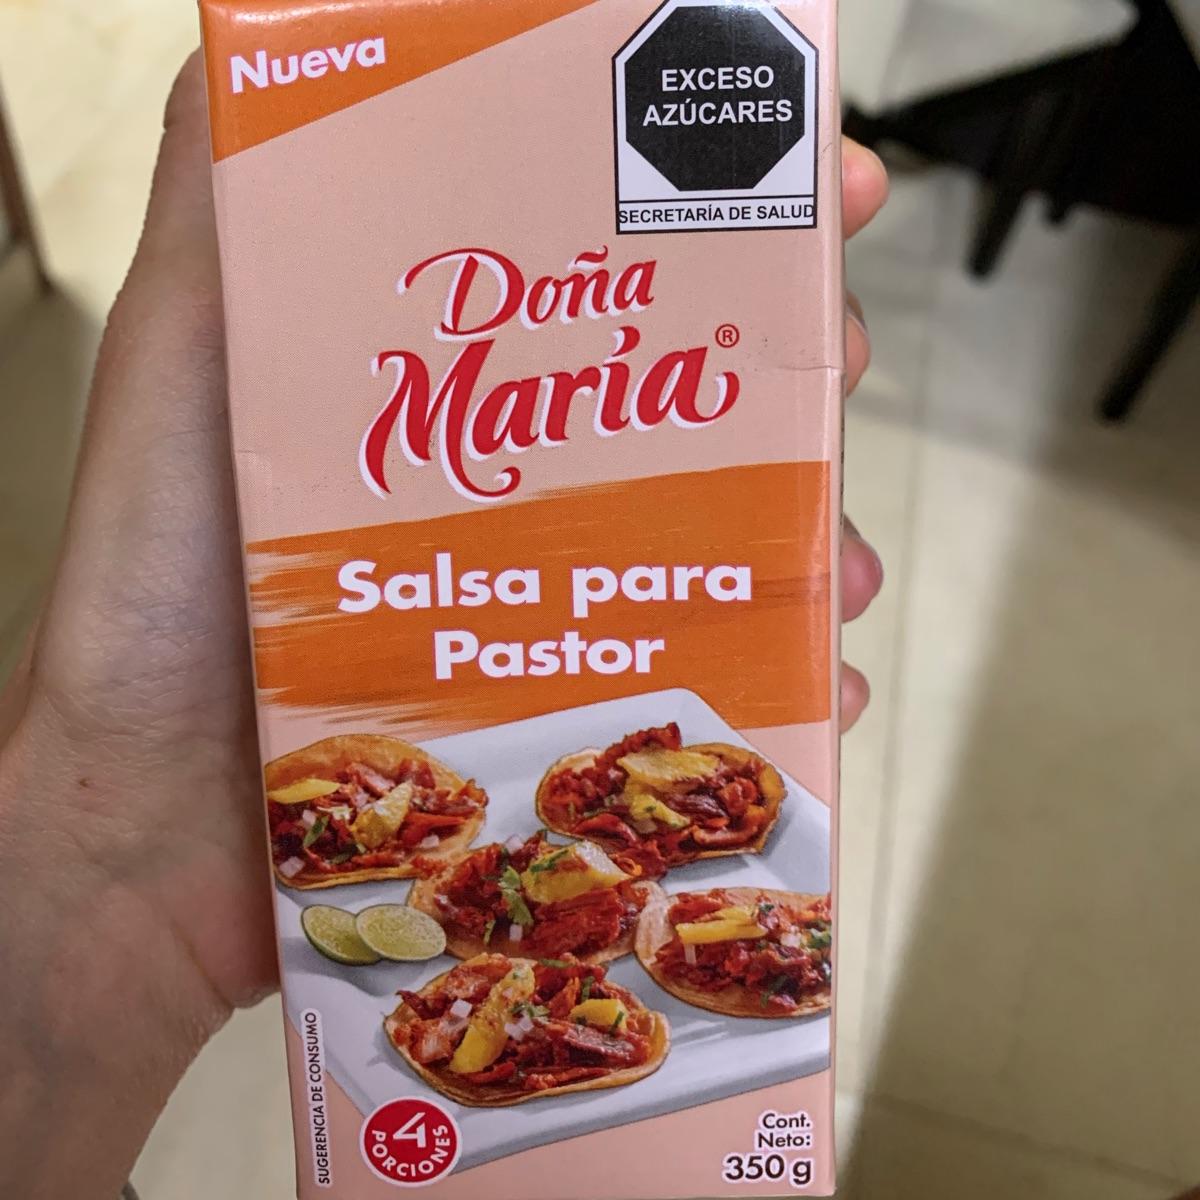 Nueva
EXCESO
AZÚCARES
SECRETARÍA DE SALUD
Doña
María®
Salsa para
Pastor
SUGERENCIA DE CONSUMO
4
PORCIONES
Cont.
Neto:
350 g